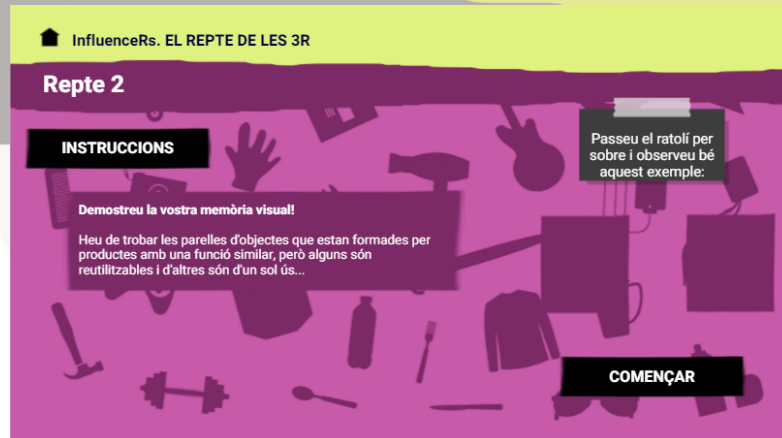 InfluenceRs. EL REPTE DE LES 3R
Repte 2
INSTRUCCIONS
Passeu el ratolí per
sobre i observeu bé
aquest exemple:
Demostreu la vostra memòria visual!
Heu de trobar les parelles d'objectes que estan formades per
productes amb una funció similar, però alguns són
reutilitzables i d'altres són d'un sol ús...
COMENÇAR